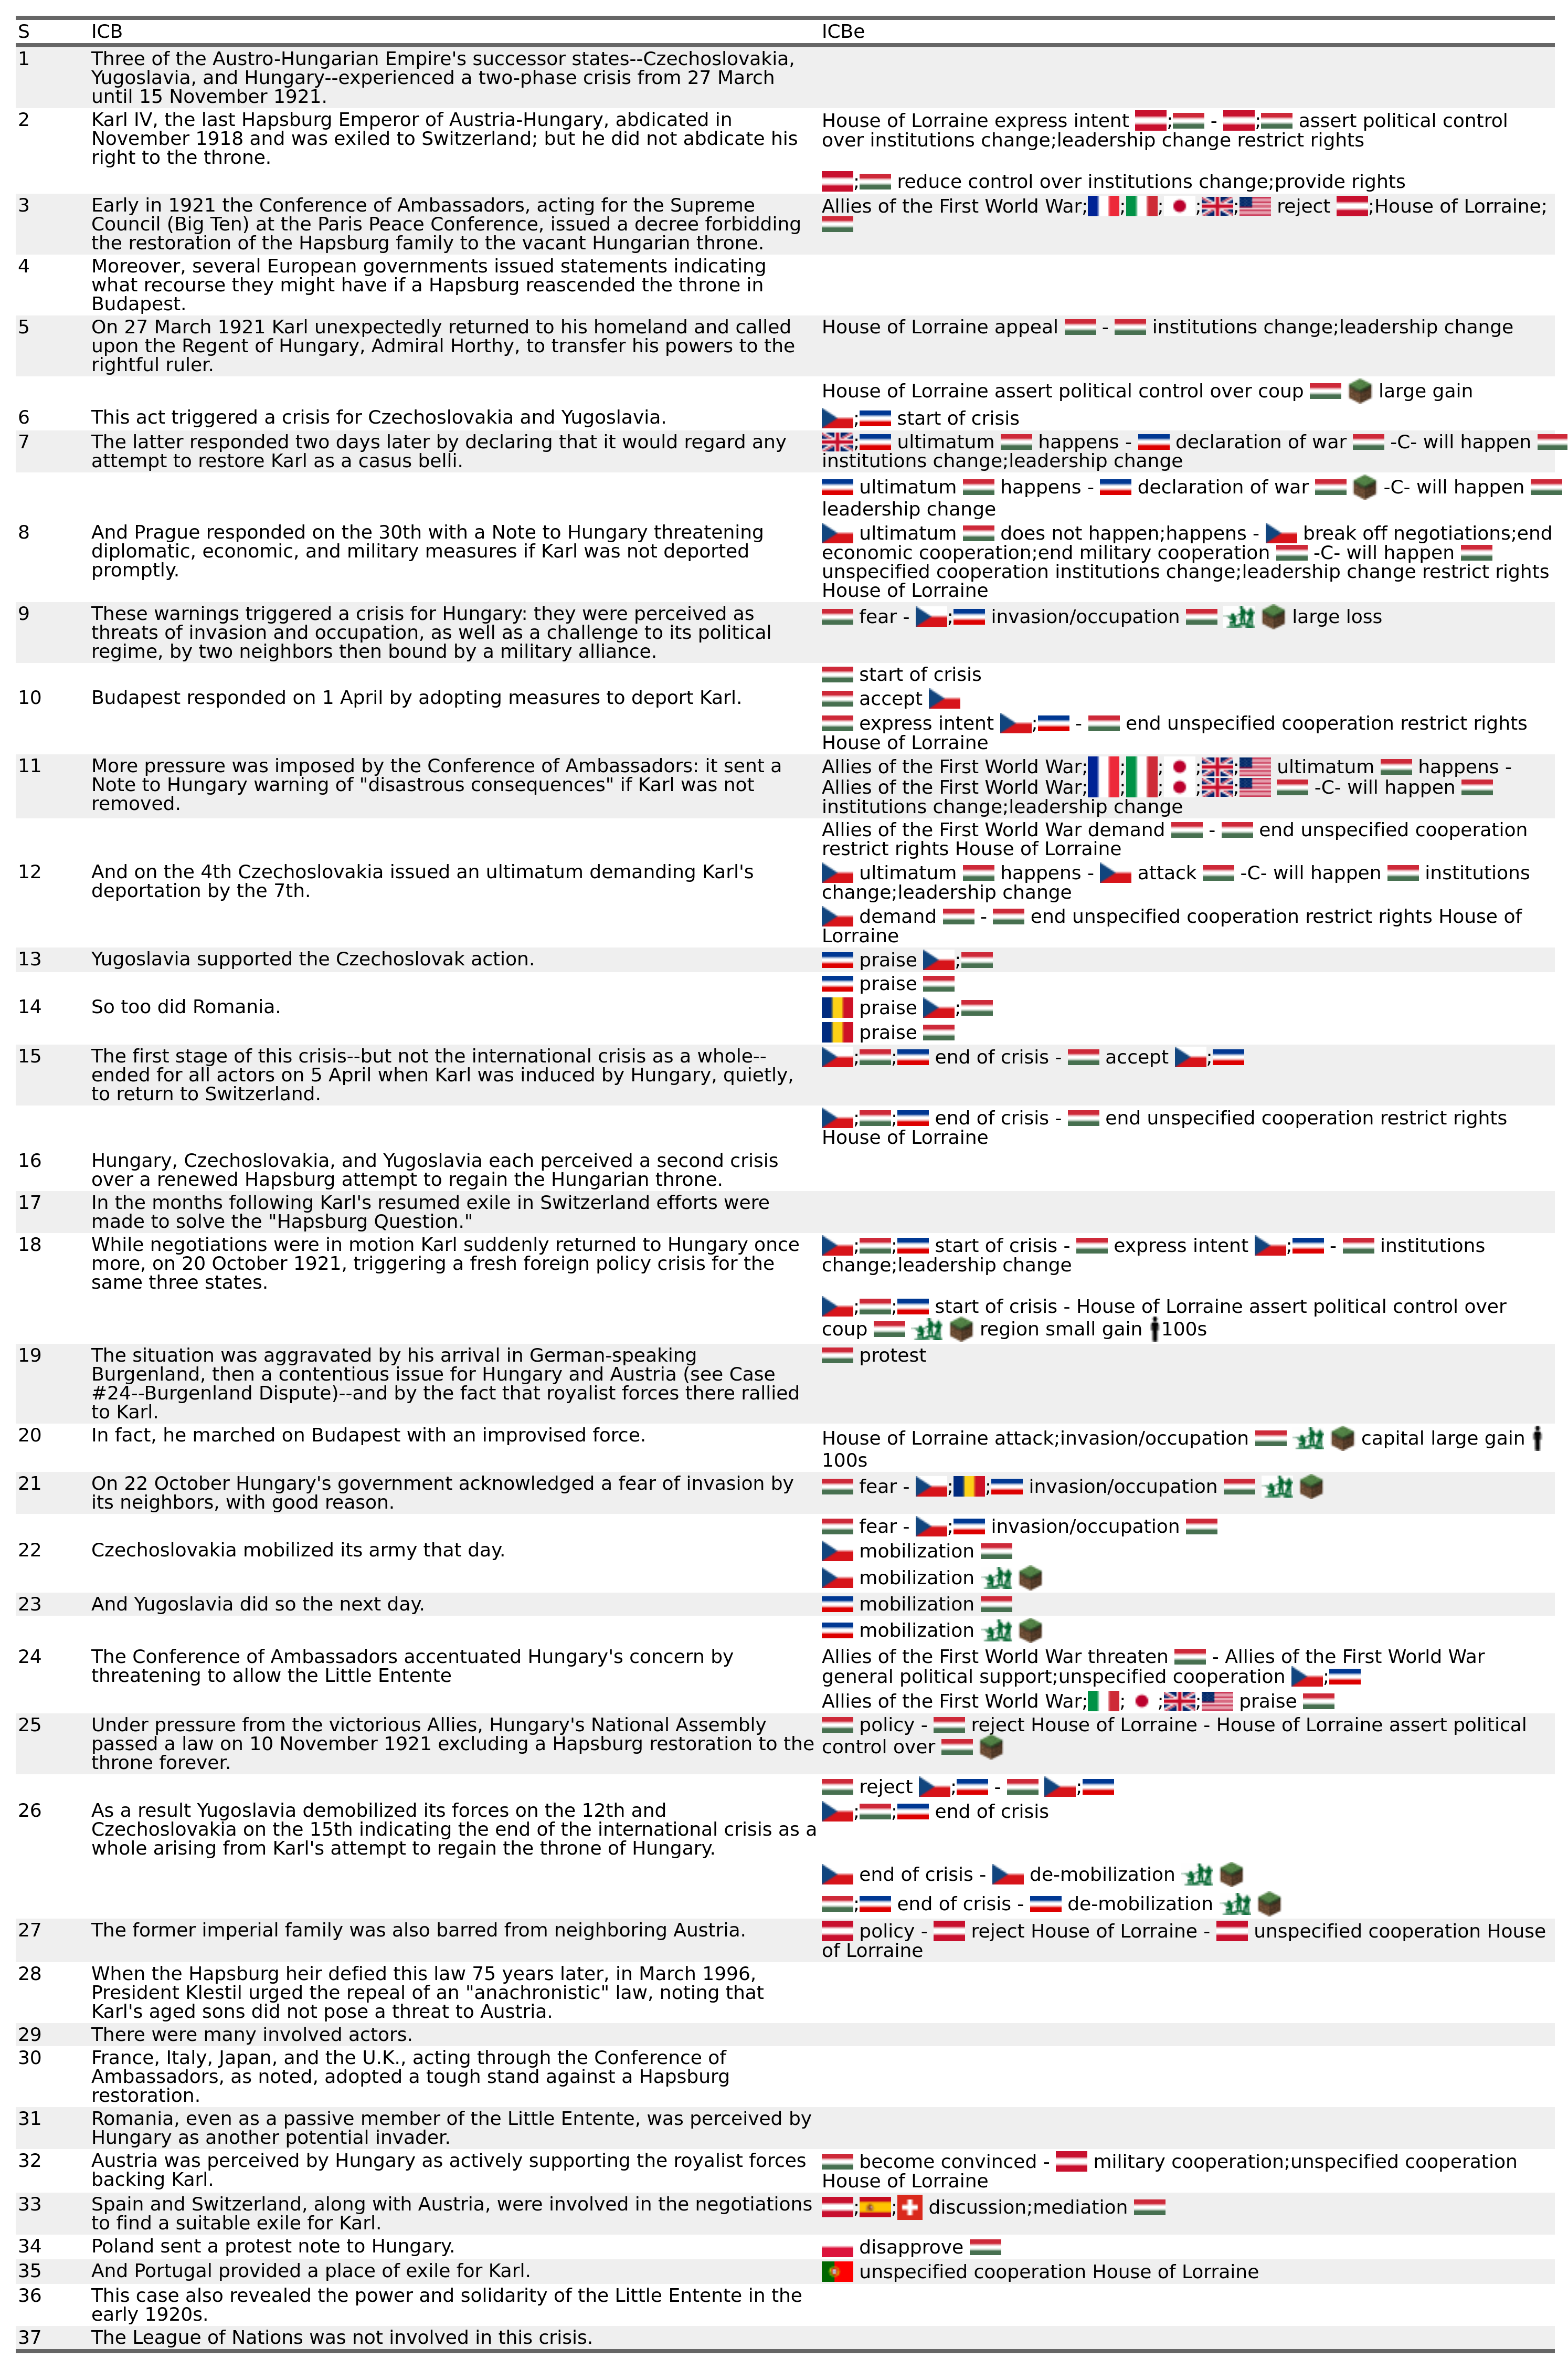 S ICB ICBe
1 Three of the Austro-Hungarian Empire's successor states--Czechoslovakia,
Yugoslavia, and Hungary--experienced a two-phase crisis from 27 March
until 15 November 1921.
2 Karl IV, the last Hapsburg Emperor of Austria-Hungary, abdicated in
November 1918 and was exiled to Switzerland; but he did not abdicate his
right to the throne.
House of Lorraine express intent ; - ; assert political control
over institutions change;leadership change restrict rights
; reduce control over institutions change;provide rights
3 Early in 1921 the Conference of Ambassadors, acting for the Supreme
Council (Big Ten) at the Paris Peace Conference, issued a decree forbidding
the restoration of the Hapsburg family to the vacant Hungarian throne.
Allies of the First World War; ; ; ; ; reject ;House of Lorraine;
4 Moreover, several European governments issued statements indicating
what recourse they might have if a Hapsburg reascended the throne in
Budapest.
5 On 27 March 1921 Karl unexpectedly returned to his homeland and called
upon the Regent of Hungary, Admiral Horthy, to transfer his powers to the
rightful ruler.
House of Lorraine appeal - institutions change;leadership change
House of Lorraine assert political control over coup large gain
6 This act triggered a crisis for Czechoslovakia and Yugoslavia.
; start of crisis
7 The latter responded two days later by declaring that it would regard any
attempt to restore Karl as a casus belli.
; ultimatum happens - declaration of war -C- will happen
institutions change;leadership change
ultimatum happens - declaration of war -C- will happen
leadership change
8 And Prague responded on the 30th with a Note to Hungary threatening
diplomatic, economic, and military measures if Karl was not deported
promptly.
ultimatum does not happen;happens - break off negotiations;end
economic cooperation;end military cooperation -C- will happen
unspecified cooperation institutions change;leadership change restrict rights
House of Lorraine
9 These warnings triggered a crisis for Hungary: they were perceived as
threats of invasion and occupation, as well as a challenge to its political
regime, by two neighbors then bound by a military alliance.
fear - ; invasion/occupation large loss
start of crisis
10 Budapest responded on 1 April by adopting measures to deport Karl.
accept
express intent ; - end unspecified cooperation restrict rights
House of Lorraine
11 More pressure was imposed by the Conference of Ambassadors: it sent a
Note to Hungary warning of "disastrous consequences" if Karl was not
removed.
Allies of the First World War; ; ; ; ; ultimatum happens -
Allies of the First World War; ; ; ; ; -C- will happen
institutions change;leadership change
Allies of the First World War demand - end unspecified cooperation
restrict rights House of Lorraine
12 And on the 4th Czechoslovakia issued an ultimatum demanding Karl's
deportation by the 7th.
ultimatum happens - attack -C- will happen institutions
change;leadership change
demand - end unspecified cooperation restrict rights House of
Lorraine
13 Yugoslavia supported the Czechoslovak action.
praise ;
praise
14 So too did Romania.
praise ;
praise
15 The first stage of this crisis--but not the international crisis as a whole--
ended for all actors on 5 April when Karl was induced by Hungary, quietly,
to return to Switzerland.
; ; end of crisis - accept ;
; ; end of crisis - end unspecified cooperation restrict rights
House of Lorraine
16 Hungary, Czechoslovakia, and Yugoslavia each perceived a second crisis
over a renewed Hapsburg attempt to regain the Hungarian throne.
17 In the months following Karl's resumed exile in Switzerland efforts were
made to solve the "Hapsburg Question."
18 While negotiations were in motion Karl suddenly returned to Hungary once
more, on 20 October 1921, triggering a fresh foreign policy crisis for the
same three states.
; ; start of crisis - express intent ; - institutions
change;leadership change
; ; start of crisis - House of Lorraine assert political control over
coup region small gain 100s
19 The situation was aggravated by his arrival in German-speaking
Burgenland, then a contentious issue for Hungary and Austria (see Case
#24--Burgenland Dispute)--and by the fact that royalist forces there rallied
to Karl.
protest
20 In fact, he marched on Budapest with an improvised force.
House of Lorraine attack;invasion/occupation capital large gain
100s
21 On 22 October Hungary's government acknowledged a fear of invasion by
its neighbors, with good reason.
fear - ; ; invasion/occupation
fear - ; invasion/occupation
22 Czechoslovakia mobilized its army that day.
mobilization
mobilization
23 And Yugoslavia did so the next day.
mobilization
mobilization
24 The Conference of Ambassadors accentuated Hungary's concern by
threatening to allow the Little Entente
Allies of the First World War threaten - Allies of the First World War
general political support;unspecified cooperation ;
Allies of the First World War; ; ; ; praise
25 Under pressure from the victorious Allies, Hungary's National Assembly
passed a law on 10 November 1921 excluding a Hapsburg restoration to the
throne forever.
policy - reject House of Lorraine - House of Lorraine assert political
control over
reject ; - ;
26 As a result Yugoslavia demobilized its forces on the 12th and
Czechoslovakia on the 15th indicating the end of the international crisis as a
whole arising from Karl's attempt to regain the throne of Hungary.
; ; end of crisis
end of crisis - de-mobilization
; end of crisis - de-mobilization
27 The former imperial family was also barred from neighboring Austria.
policy - reject House of Lorraine - unspecified cooperation House
of Lorraine
28 When the Hapsburg heir defied this law 75 years later, in March 1996,
President Klestil urged the repeal of an "anachronistic" law, noting that
Karl's aged sons did not pose a threat to Austria.
29 There were many involved actors.
30 France, Italy, Japan, and the U.K., acting through the Conference of
Ambassadors, as noted, adopted a tough stand against a Hapsburg
restoration.
31 Romania, even as a passive member of the Little Entente, was perceived by
Hungary as another potential invader.
32 Austria was perceived by Hungary as actively supporting the royalist forces
backing Karl.
become convinced - military cooperation;unspecified cooperation
House of Lorraine
33 Spain and Switzerland, along with Austria, were involved in the negotiations
to find a suitable exile for Karl.
; ; discussion;mediation
34 Poland sent a protest note to Hungary.
disapprove
35 And Portugal provided a place of exile for Karl.
unspecified cooperation House of Lorraine
36 This case also revealed the power and solidarity of the Little Entente in the
early 1920s.
37 The League of Nations was not involved in this crisis.